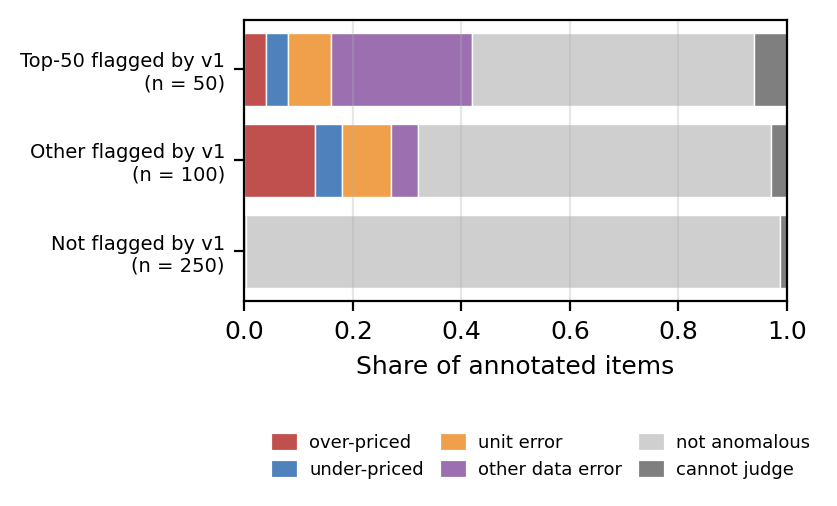 Top-50 flagged by v1
(n = 50)
Other flagged by v1
(n = 100)
Not flagged by v1
(n = 250)
0.0 0.2 0.4 0.6 0.8 1.0
Share of annotated items
over-priced unit error not anomalous
under-priced other data error cannot judge